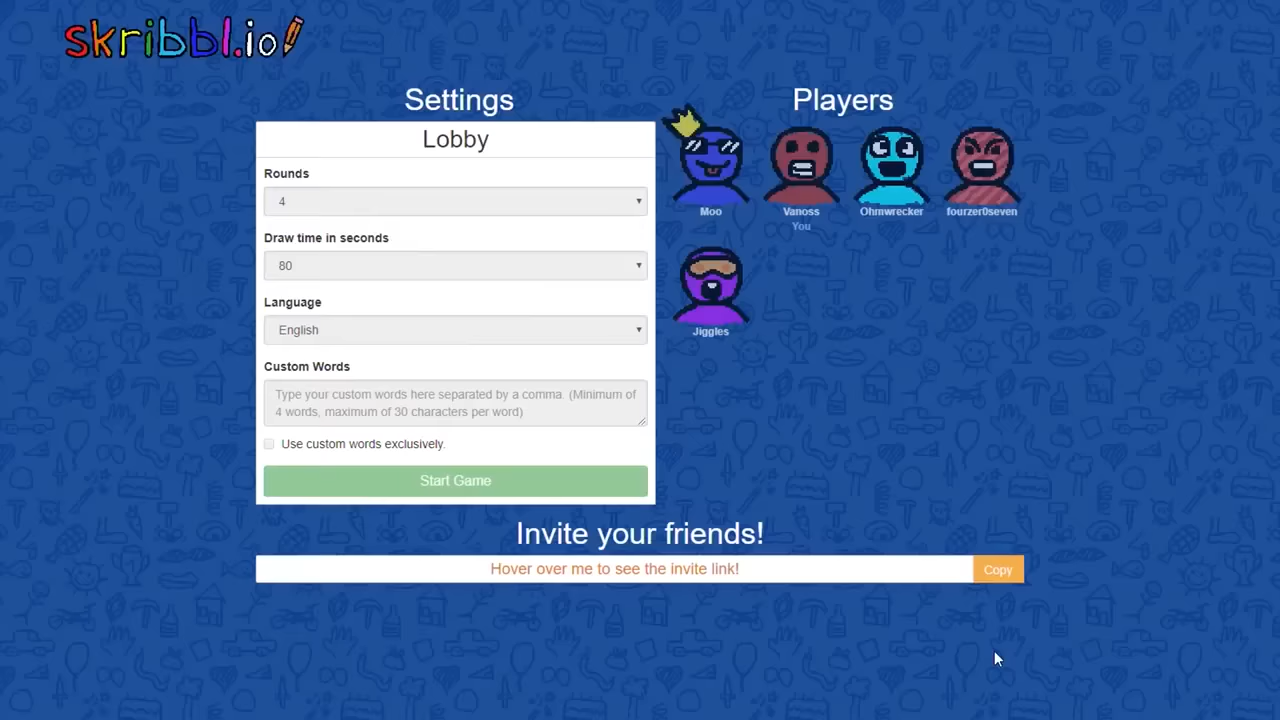 skribbl.io
Settings
Lobby
Rounds
4
Draw time in seconds
80
Language
English
Custom Words
Type your custom words here separated by a comma. (Minimum of
4 words, maximum of 30 characters per word)
Use custom words exclusively.
Start Game
Players
Moo
Vanoss
You
Ohmwrecker
fourzer0seven
Jiggles
Invite your friends!
Hover over me to see the invite link!
Copy